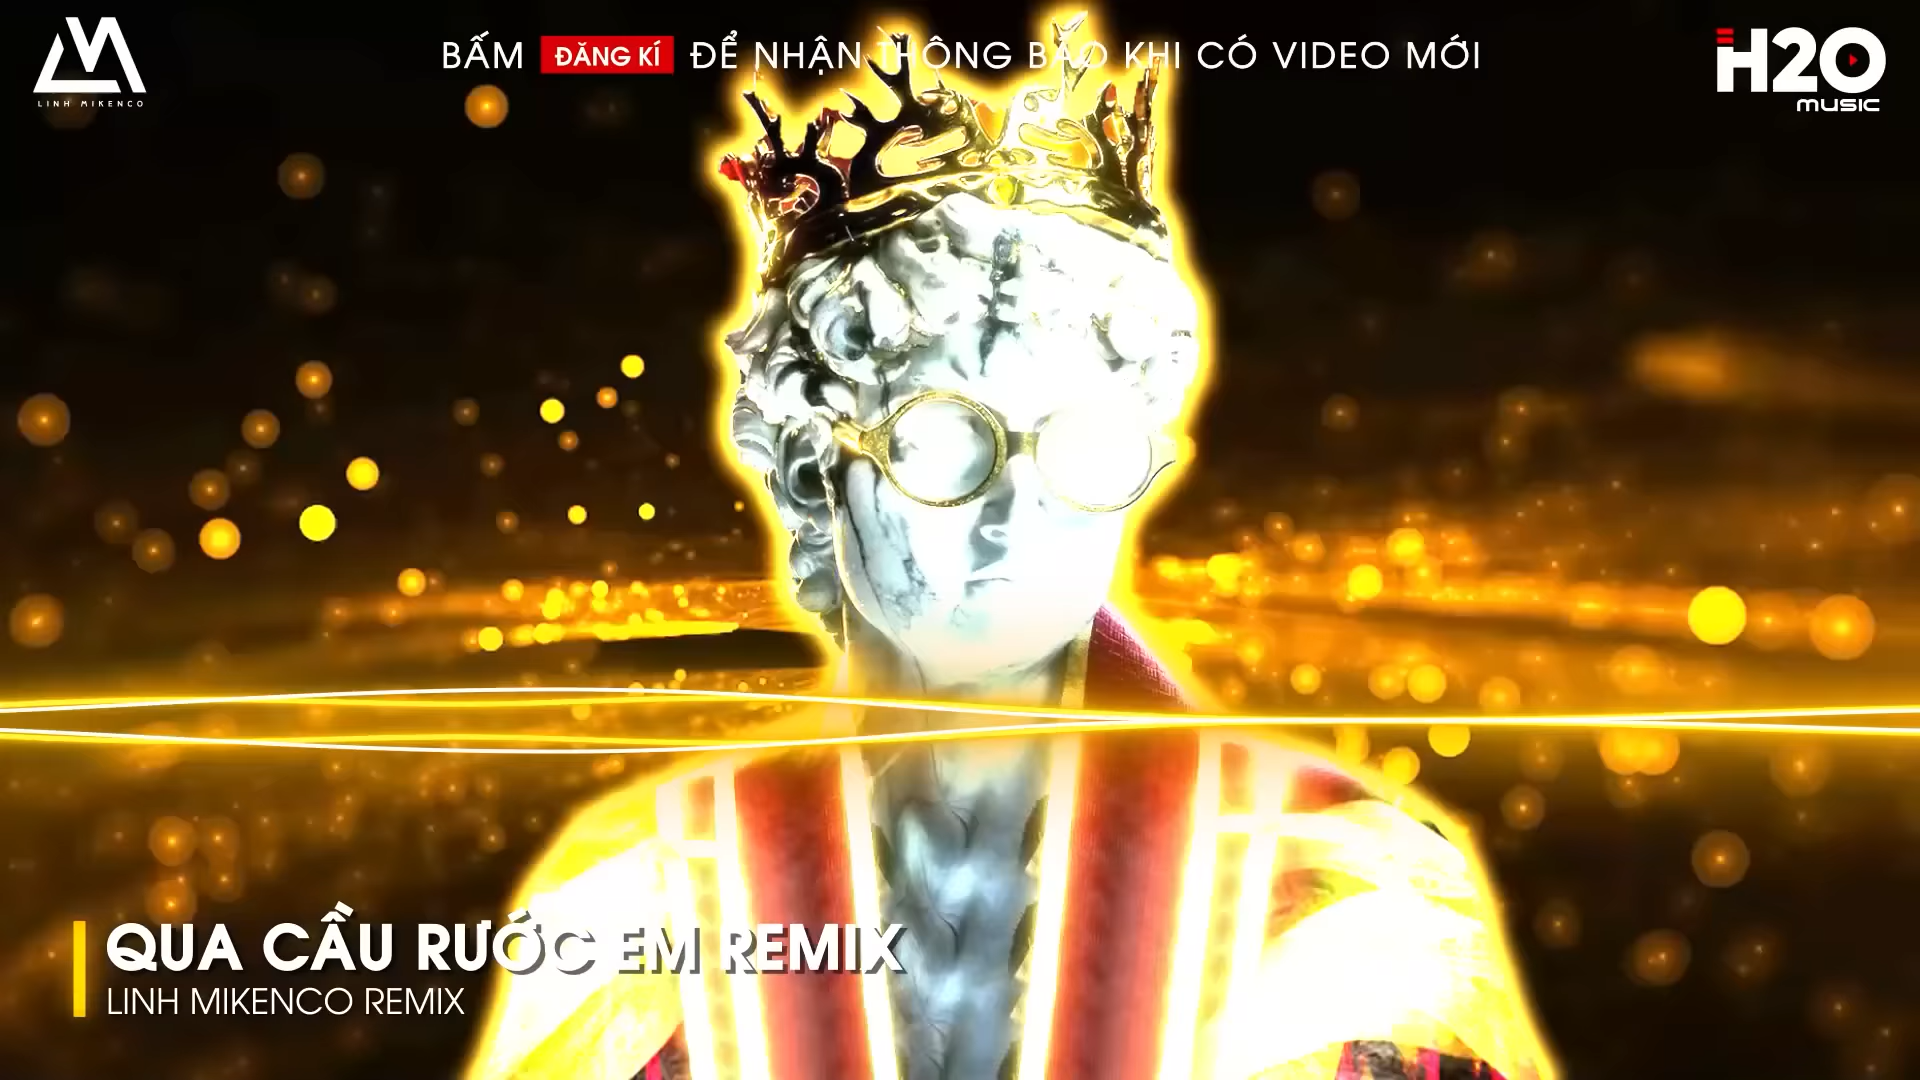 LINH MIKENCO
BẤM ĐĂNG KÍ ĐỂ NHẬN THÔNG BÁO KHI CÓ VIDEO MỚI
H2O
MUSIC
QUA CẦU RƯỚC EM REMIX
LINH MIKENCO REMIX